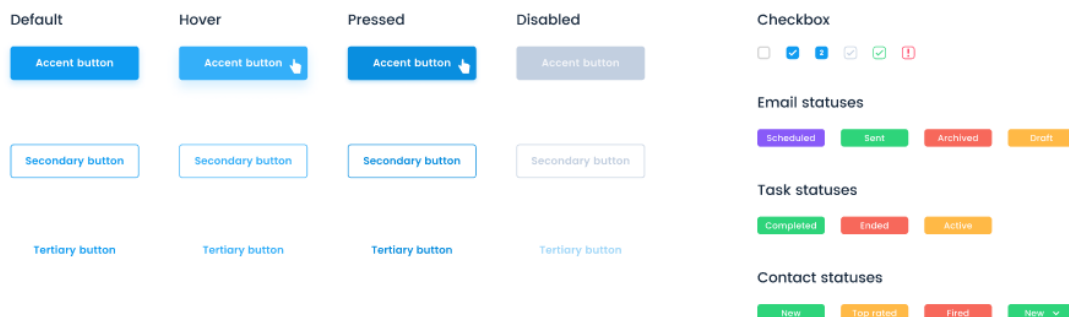 Default Hover Pressed Disabled
Accent button Accent button Accent button Accent button
Secondary button Secondary button Secondary button Secondary button
Tertiary button Tertiary button Tertiary button Tertiary button
Checkbox
2
Email statuses
Scheduled Sent Archived Draft
Task statuses
Completed Ended Active
Contact statuses
New Top rated Fired New